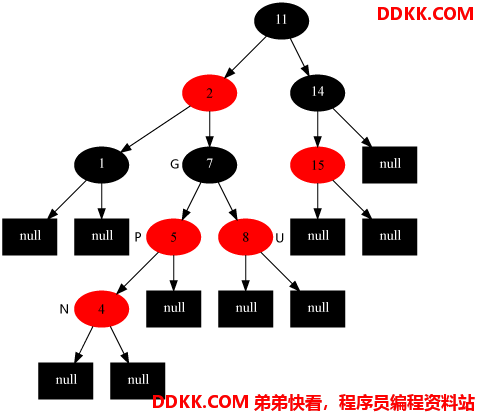 DDKK.COM
11
2
14
1
G
7
15
null
null
null
P
5
8
U
null
null
N
4
null
null
null
null
null
DDKK.COM 弟弟快看，程序员编程资料站